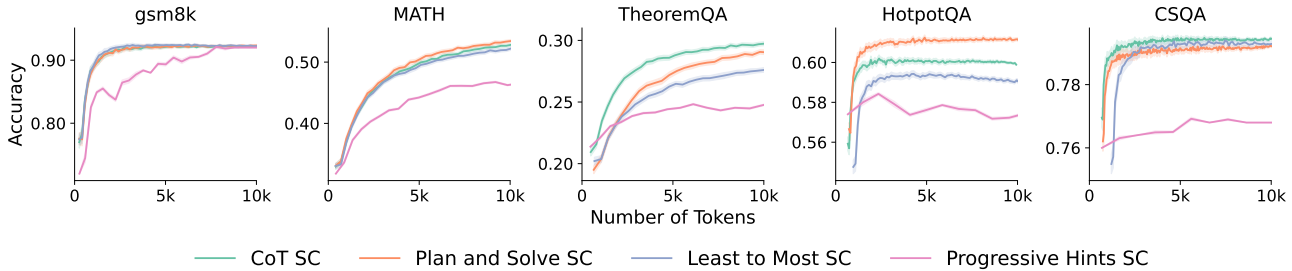 gsm8k MATH TheoremQA HotpotQA CSQA
Accuracy
0.90
0.80
0 5k 10k
0.50
0.40
0 5k 10k
0.30
0.25
0.20
0 5k 10k
0.60
0.58
0.56
0 5k 10k
0.78
0.76
0 5k 10k
Number of Tokens
CoT SC Plan and Solve SC Least to Most SC Progressive Hints SC